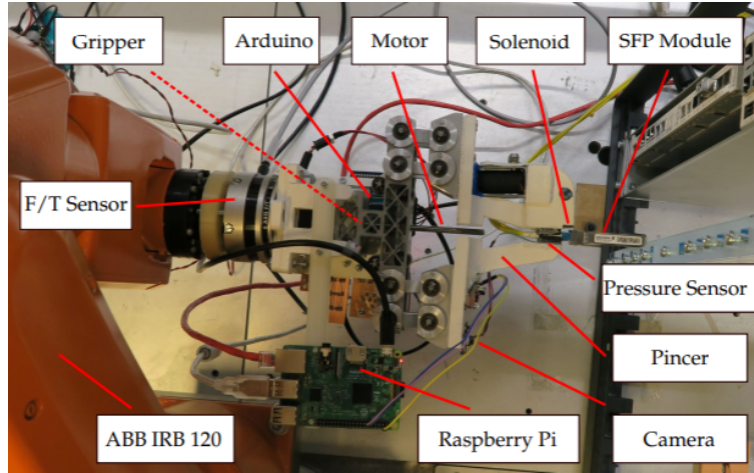 Gripper
Arduino
Motor
Solenoid
SFP Module
F/T Sensor
Pressure Sensor
Pincer
ABB IRB 120
Raspberry Pi
Camera